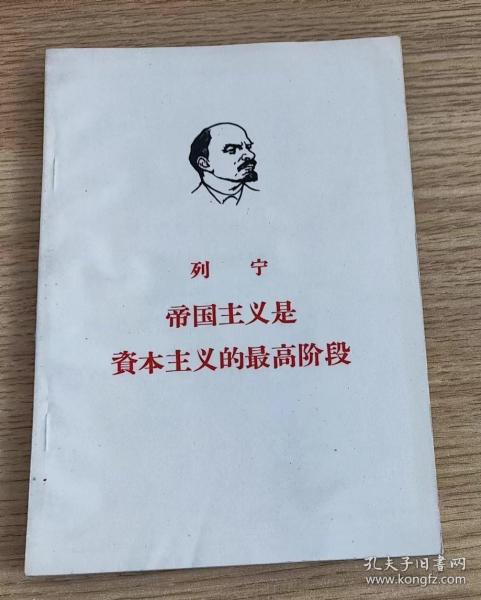 列 宁
帝国主义是
資本主义的最高阶段
孔夫子旧书网
www.kongfz.com